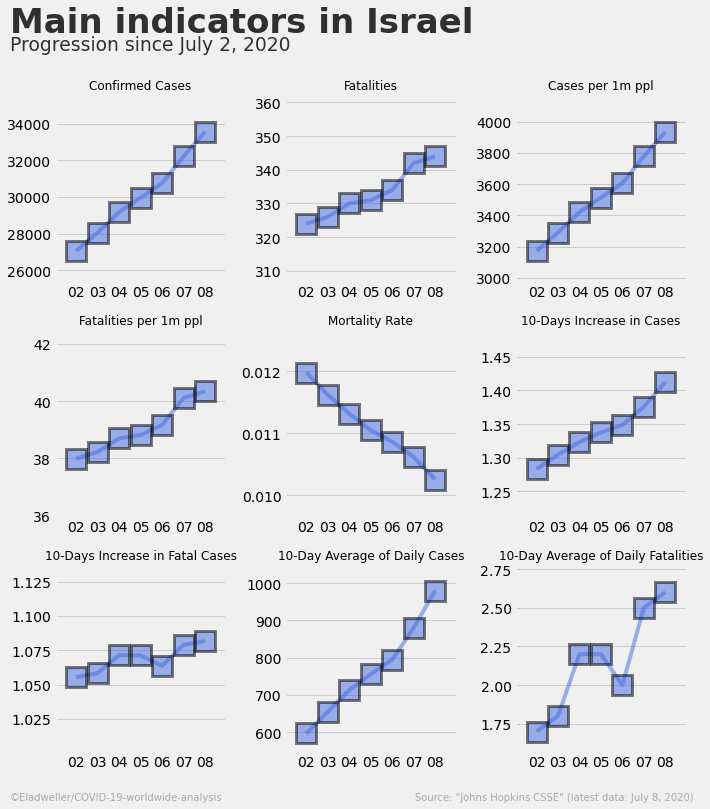 Main indicators in Israel
Progression since July 2, 2020
Confirmed Cases
34000
32000
30000
28000
26000
02 03 04 05 06 07 08
Fatalities
360
350
340
330
320
310
02 03 04 05 06 07 08
Cases per 1m ppl
4000
3800
3600
3400
3200
3000
02 03 04 05 06 07 08
Fatalities per 1m ppl
42
40
38
36
02 03 04 05 06 07 08
Mortality Rate
0.012
0.011
0.010
02 03 04 05 06 07 08
10-Days Increase in Cases
1.45
1.40
1.35
1.30
1.25
02 03 04 05 06 07 08
10-Days Increase in Fatal Cases
1.125
1.100
1.075
1.050
1.025
02 03 04 05 06 07 08
10-Day Average of Daily Cases
1000
900
800
700
600
02 03 04 05 06 07 08
10-Day Average of Daily Fatalities
2.75
2.50
2.25
2.00
1.75
02 03 04 05 06 07 08
©Eladweller/COVID-19-worldwide-analysis
Source: "Johns Hopkins CSSE" (latest data: July 8, 2020)